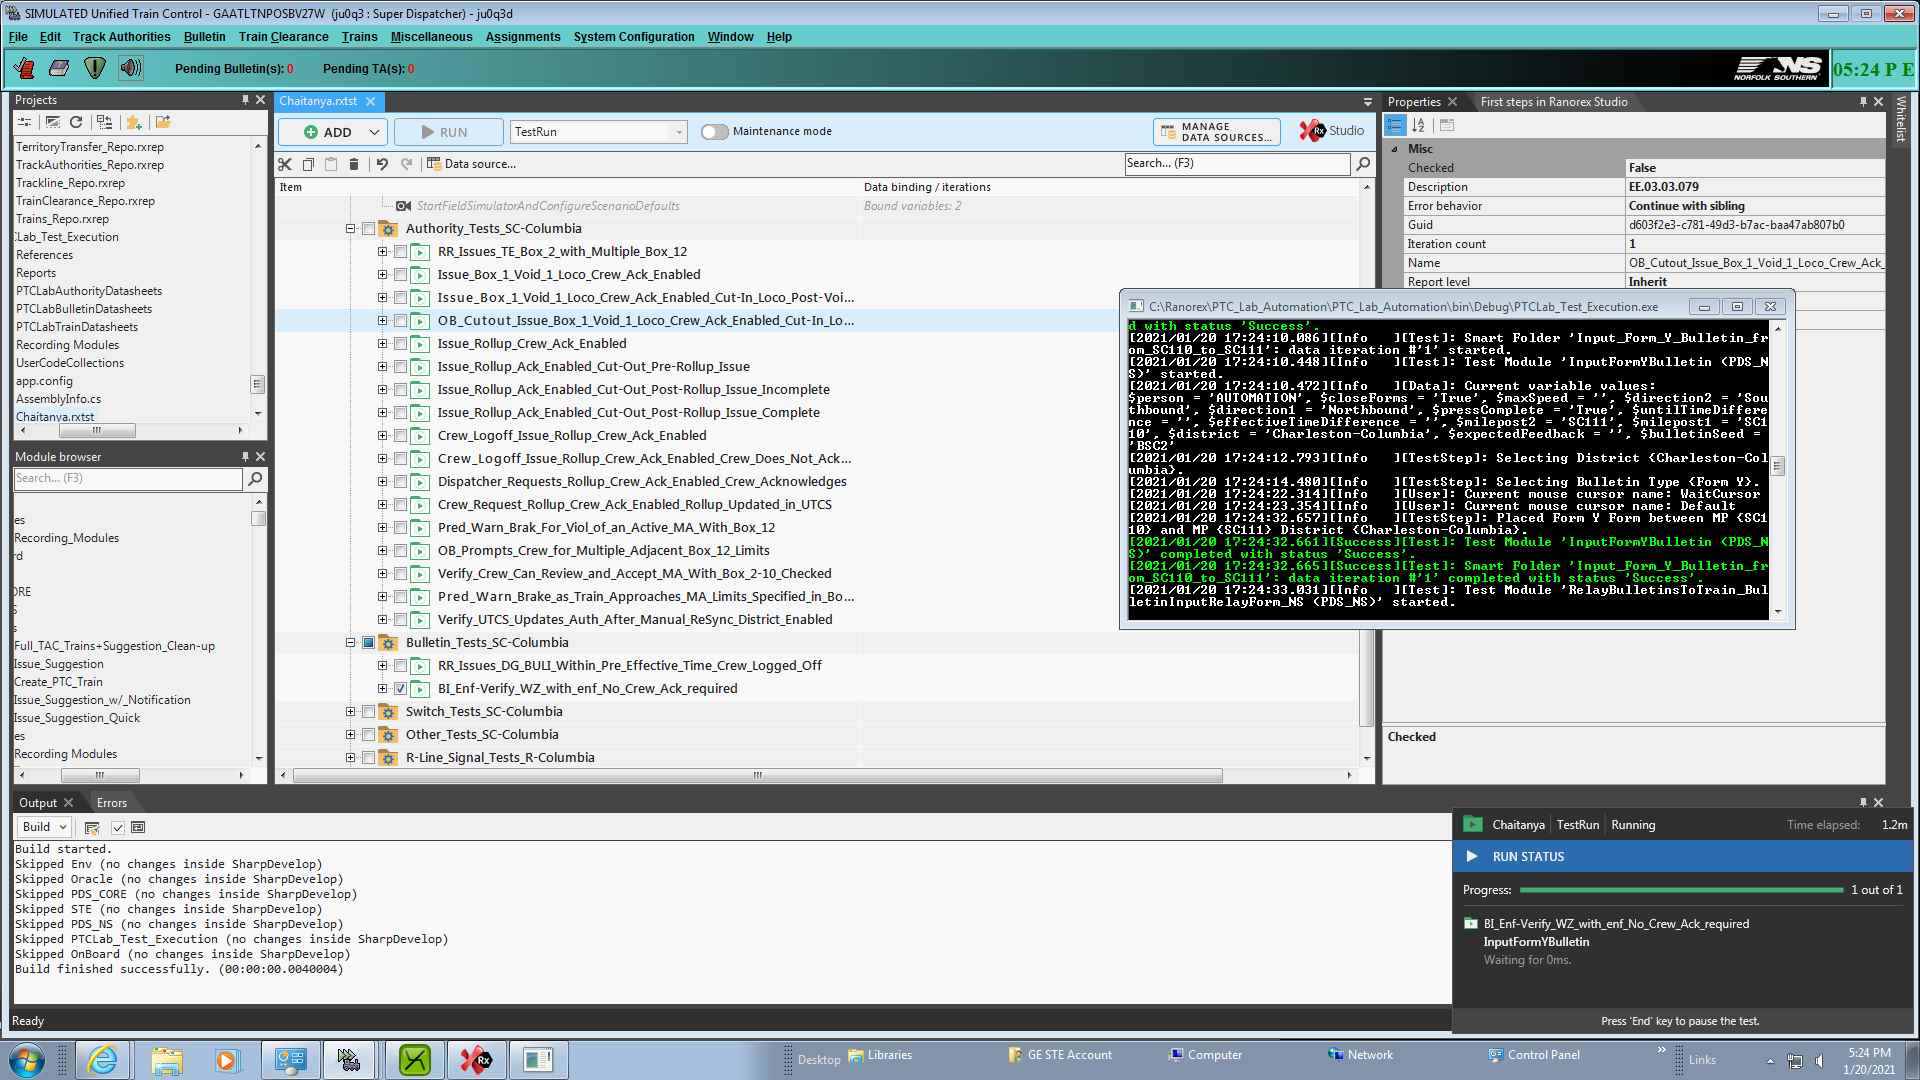 SIMULATED Unified Train Control - GAATLTNPOSBV27W (ju0q3 : Super Dispatcher) - ju0q3d
File Edit Track Authorities Bulletin Train Clearance Trains Miscellaneous Assignments System Configuration Window Help
Pending Bulletin(s): 0 Pending TA(s): 0
NS
NORFOLK SOUTHERN
05:24 P E
Projects
TerritoryTransfer_Repo.rxrep
TrackAuthorities_Repo.rxrep
Trackline_Repo.rxrep
TrainClearance_Repo.rxrep
Trains_Repo.rxrep
Lab_Test_Execution
References
Reports
PTCLabAuthorityDatasheets
PTCLabBulletinDatasheets
PTCLabTrainDatasheets
Recording Modules
UserCodeCollections
app.config
AssemblyInfo.cs
Chaitanya.rxtst
Module browser
Search... (F3)
es
Recording_Modules
rd
ORE
S
s
Full_TAC_Trains+Suggestion_Clean-up
Issue_Suggestion
Create_PTC_Train
Issue_Suggestion_w/_Notification
Issue_Suggestion_Quick
es
Recording Modules
Chaitanya.rxtst
ADD RUN TestRun Maintenance mode MANAGE DATA SOURCES... Rx Studio
Data source... Search... (F3)
Item Data binding / iterations
StartFieldSimulatorAndConfigureScenarioDefaults Bound variables: 2
Authority_Tests_SC-Columbia
RR_Issues_TE_Box_2_with_Multiple_Box_12
Issue_Box_1_Void_1_Loco_Crew_Ack_Enabled
Issue_Box_1_Void_1_Loco_Crew_Ack_Enabled_Cut-In_Loco_Post-Voi...
OB_Cutout_Issue_Box_1_Void_1_Loco_Crew_Ack_Enabled_Cut-In_Lo...
Issue_Rollup_Crew_Ack_Enabled
Issue_Rollup_Ack_Enabled_Cut-Out_Pre-Rollup_Issue
Issue_Rollup_Ack_Enabled_Cut-Out_Post-Rollup_Issue_Incomplete
Issue_Rollup_Ack_Enabled_Cut-Out_Post-Rollup_Issue_Complete
Crew_Logoff_Issue_Rollup_Crew_Ack_Enabled
Crew_Logoff_Issue_Rollup_Crew_Ack_Enabled_Crew_Does_Not_Ack...
Dispatcher_Requests_Rollup_Crew_Ack_Enabled_Crew_Acknowledges
Crew_Request_Rollup_Crew_Ack_Enabled_Rollup_Updated_in_UTCS
Pred_Warn_Brak_For_Viol_of_an_Active_MA_With_Box_12
OB_Prompts_Crew_for_Multiple_Adjacent_Box_12_Limits
Verify_Crew_Can_Review_and_Accept_MA_With_Box_2-10_Checked
Pred_Warn_Brake_as_Train_Approaches_MA_Limits_Specified_in_Bo...
Verify_UTCS_Updates_Auth_After_Manual_ReSync_District_Enabled
Bulletin_Tests_SC-Columbia
RR_Issues_DG_BULI_Within_Pre_Effective_Time_Crew_Logged_Off
BI_Enf-Verify_WZ_with_enf_No_Crew_Ack_required
Switch_Tests_SC-Columbia
Other_Tests_SC-Columbia
R-Line_Signal_Tests_R-Columbia
Properties First steps in Ranorex Studio
Whitelist
Misc
Checked False
Description EE.03.03.079
Error behavior Continue with sibling
Guid d603f2e3-c781-49d3-b7ac-baa47ab807b0
Iteration count 1
Name OB_Cutout_Issue_Box_1_Void_1_Loco_Crew_Ack_
Report level Inherit
Checked
C:\Ranorex\PTC_Lab_Automation\PTC_Lab_Automation\bin\Debug\PTCLab_Test_Execution.exe
d with status 'Success'.
[2021/01/20 17:24:10.086][Info   ][Test]: Smart Folder 'Input_Form_Y_Bulletin_fr
om_SC110_to_SC111': data iteration #'1' started.
[2021/01/20 17:24:10.448][Info   ][Test]: Test Module 'InputFormYBulletin (PDS_N
S)' started.
[2021/01/20 17:24:10.472][Info   ][Data]: Current variable values:
$person = 'AUTOMATION', $closeForms = 'True', $maxSpeed = '', $direction2 = 'Sou
thbound', $direction1 = 'Northbound', $pressComplete = 'True', $untilTimeDiffere
nce = '', $effectiveTimeDifference = '', $milepost2 = 'SC111', $milepost1 = 'SC1
10', $district = 'Charleston-Columbia', $expectedFeedback = '', $bulletinSeed =
'BSC2'
[2021/01/20 17:24:12.793][Info   ][TestStep]: Selecting District {Charleston-Col
umbia}.
[2021/01/20 17:24:14.480][Info   ][TestStep]: Selecting Bulletin Type {Form Y}.
[2021/01/20 17:24:22.314][Info   ][User]: Current mouse cursor name: WaitCursor
[2021/01/20 17:24:23.354][Info   ][User]: Current mouse cursor name: Default
[2021/01/20 17:24:32.657][Info   ][TestStep]: Placed Form Y Form between MP {SC1
10} and MP {SC111} District {Charleston-Columbia}.
[2021/01/20 17:24:32.661][Success][Test]: Test Module 'InputFormYBulletin (PDS_N
S)' completed with status 'Success'.
[2021/01/20 17:24:32.665][Success][Test]: Smart Folder 'Input_Form_Y_Bulletin_fr
om_SC110_to_SC111': data iteration #'1' completed with status 'Success'.
[2021/01/20 17:24:33.031][Info   ][Test]: Test Module 'RelayBulletinsToTrain_Bul
letinInputRelayForm_NS (PDS_NS)' started.
Output Errors
Build
Build started.
Skipped Env (no changes inside SharpDevelop)
Skipped Oracle (no changes inside SharpDevelop)
Skipped PDS_CORE (no changes inside SharpDevelop)
Skipped STE (no changes inside SharpDevelop)
Skipped PDS_NS (no changes inside SharpDevelop)
Skipped PTCLab_Test_Execution (no changes inside SharpDevelop)
Skipped OnBoard (no changes inside SharpDevelop)
Build finished successfully. (00:00:00.0040004)
Ready
Chaitanya TestRun Running Time elapsed: 1.2m
RUN STATUS
Progress: 1 out of 1
BI_Enf-Verify_WZ_with_enf_No_Crew_Ack_required
InputFormYBulletin
Waiting for 0ms.
Press 'End' key to pause the test.
Desktop Libraries GE STE Account Computer Network Control Panel » Links
5:24 PM
1/20/2021